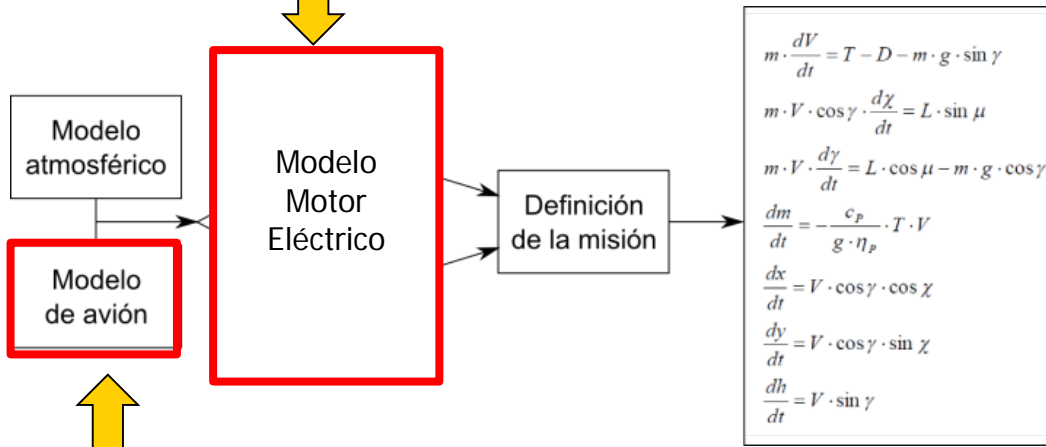 Modelo
atmosférico
Modelo
de avión
Modelo
Motor
Eléctrico
Definición
de la misión
m · dV/dt = T − D − m · g · sin γ
m · V · cos γ · dχ/dt = L · sin μ
m · V · dγ/dt = L · cos μ − m · g · cos γ
dm/dt = − c_P/(g · η_P) · T · V
dx/dt = V · cos γ · cos χ
dy/dt = V · cos γ · sin χ
dh/dt = V · sin γ